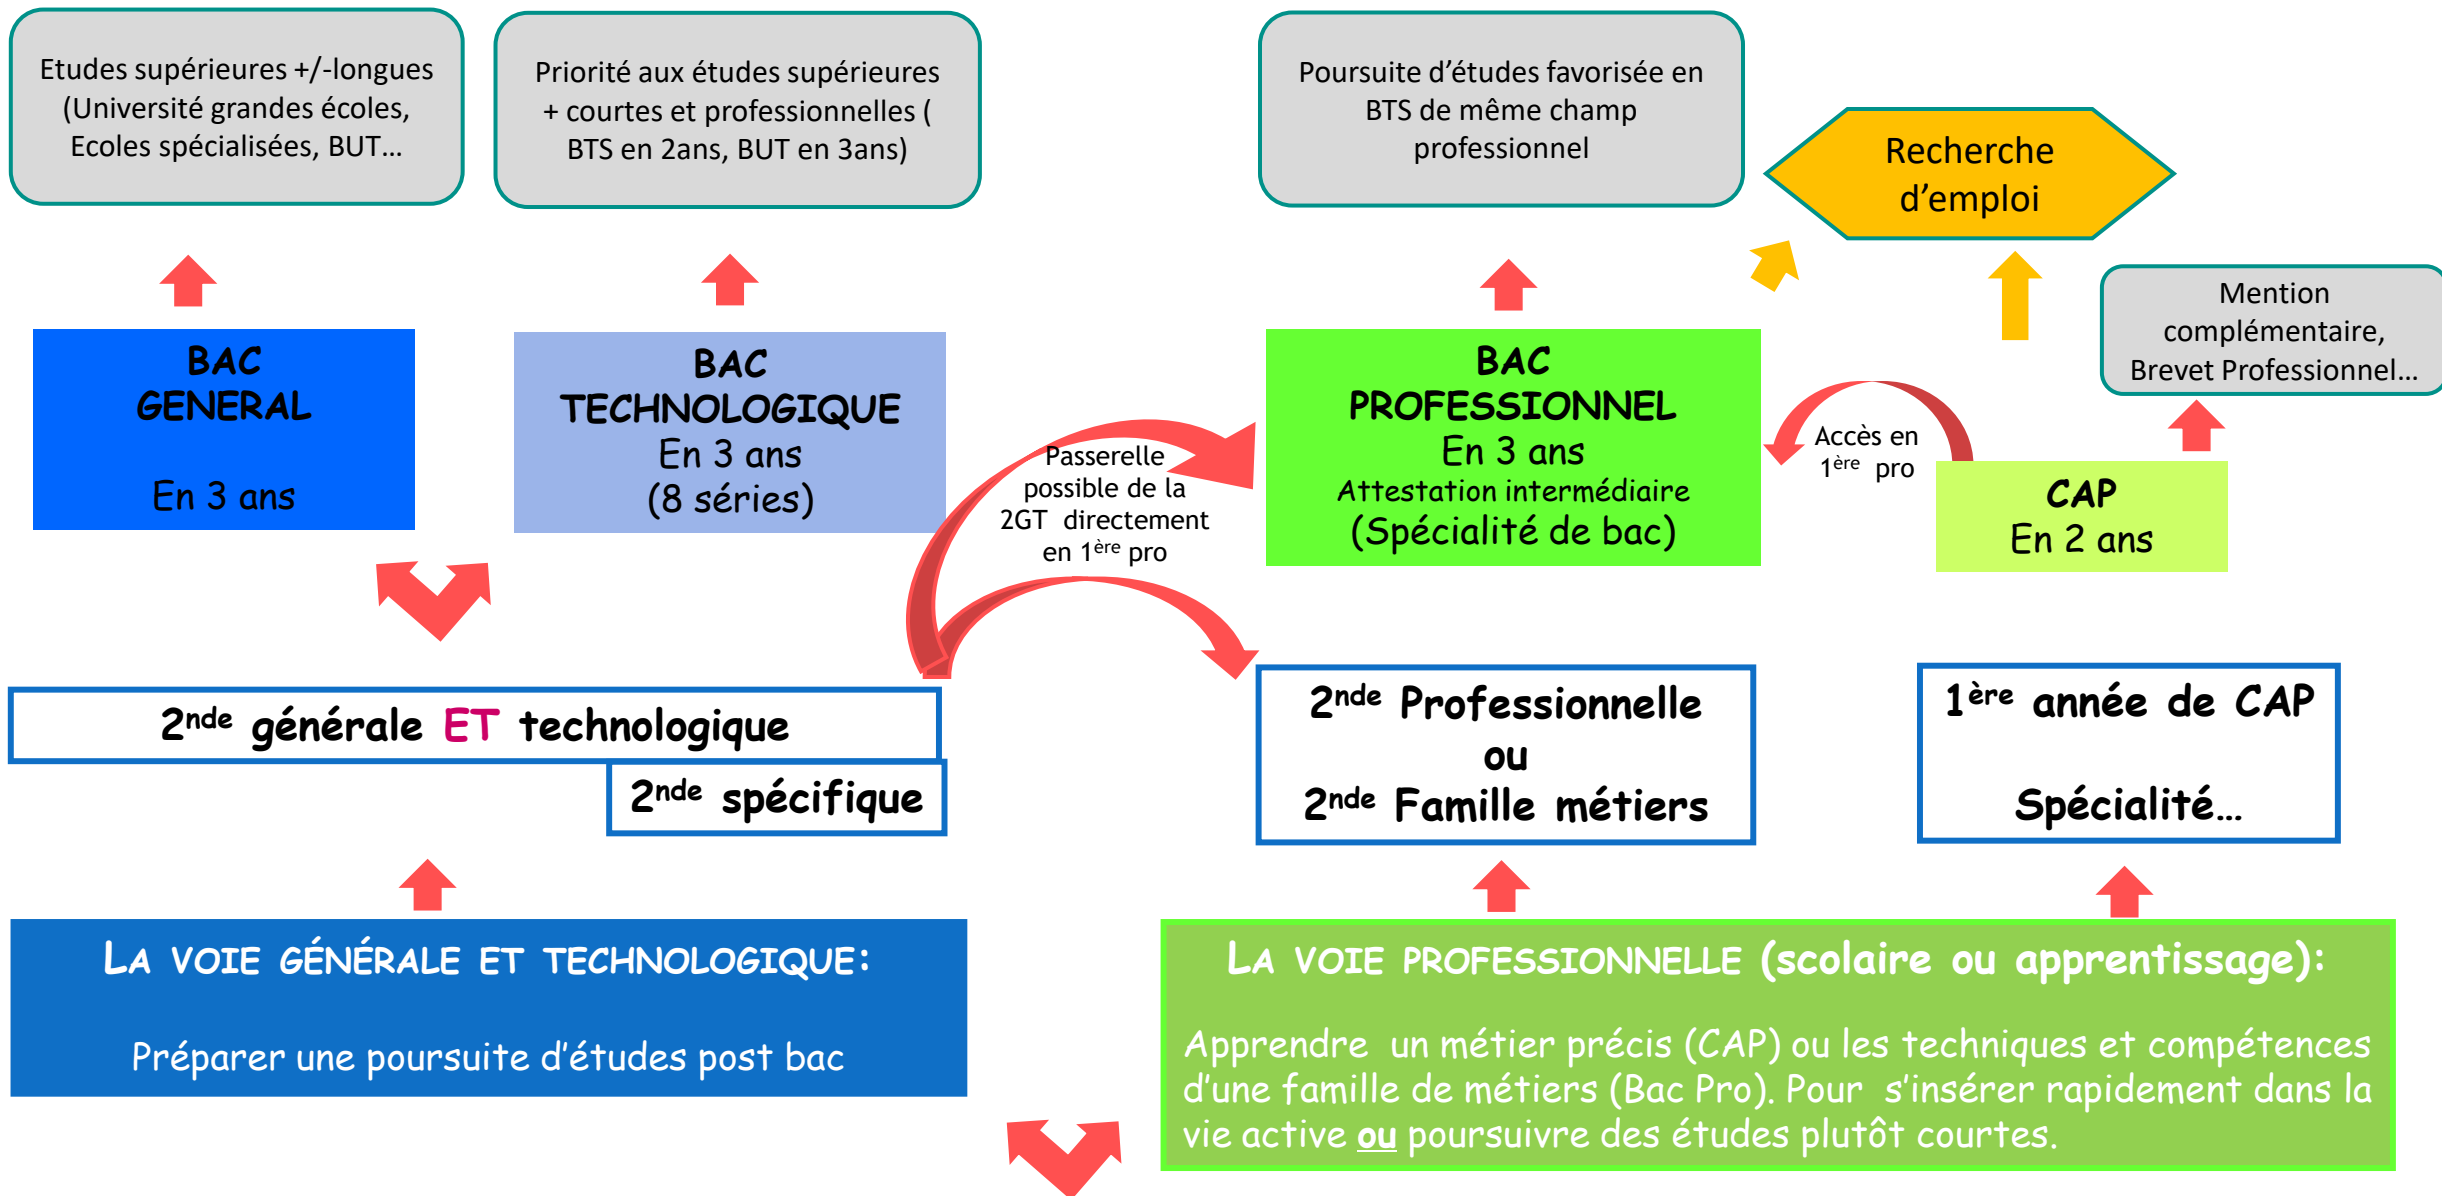 Etudes supérieures +/-longues
(Université grandes écoles,
Ecoles spécialisées, BUT…
Priorité aux études supérieures
+ courtes et professionnelles (
BTS en 2ans, BUT en 3ans)
Poursuite d’études favorisée en
BTS de même champ
professionnel
Recherche
d’emploi
Mention
complémentaire,
Brevet Professionnel…
BAC
GENERAL
En 3 ans
BAC
TECHNOLOGIQUE
En 3 ans
(8 séries)
Passerelle
possible de la
2GT directement
en 1ère pro
BAC
PROFESSIONNEL
En 3 ans
Attestation intermédiaire
(Spécialité de bac)
Accès en
1ère pro
CAP
En 2 ans
2nde générale ET technologique
2nde spécifique
2nde Professionnelle
ou
2nde Famille métiers
1ère année de CAP
Spécialité…
LA VOIE GÉNÉRALE ET TECHNOLOGIQUE:
Préparer une poursuite d’études post bac
LA VOIE PROFESSIONNELLE (scolaire ou apprentissage):
Apprendre un métier précis (CAP) ou les techniques et compétences
d’une famille de métiers (Bac Pro). Pour s’insérer rapidement dans la
vie active ou poursuivre des études plutôt courtes.